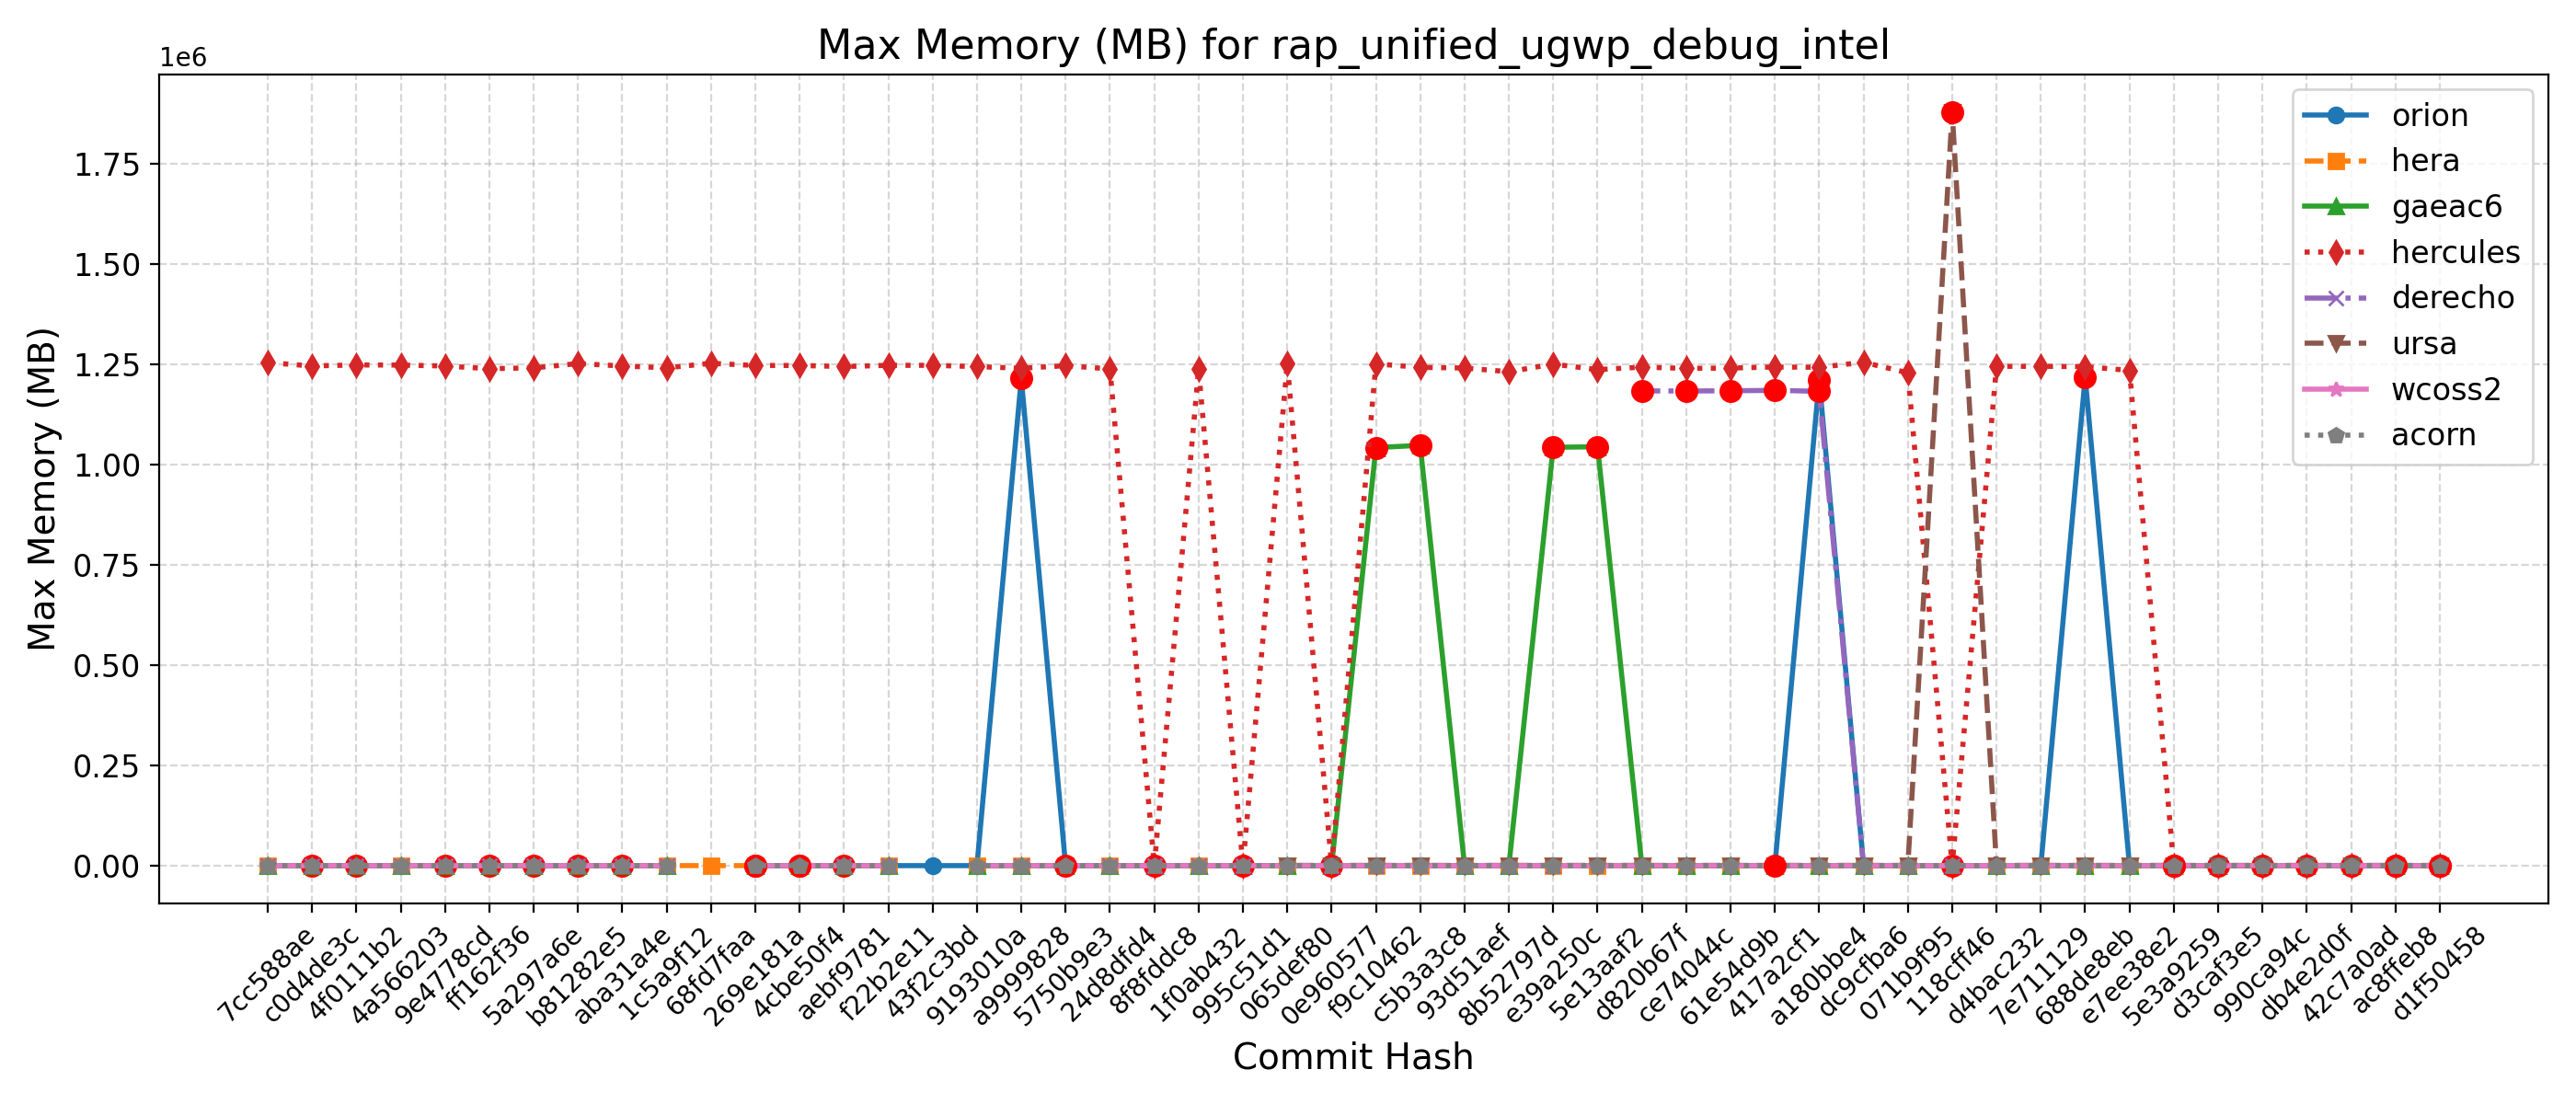 Max Memory (MB) for rap_unified_ugwp_debug_intel
1e6
1.75
1.50
1.25
1.00
0.75
0.50
0.25
0.00
Max Memory (MB)
orion
hera
gaeac6
hercules
derecho
ursa
wcoss2
acorn
7cc588ae
c0d4de3c
4f0111b2
4a566203
9e4778cd
ff162f36
5a297a6e
b81282e5
aba31a4e
1c5a9f12
68fd7faa
269e181a
4cbe50f4
aebf9781
f22b2e11
43f2c3bd
9193010a
a9999828
5750b9e3
24d8dfd4
8f8fddc8
1f0ab432
995c51d1
065def80
0e960577
f9c10462
c5b3a3c8
93d51aef
8b52797d
e39a250c
5e13aaf2
d820b67f
ce74044c
61e54d9b
417a2cf1
a180bbe4
dc9cfba6
071b9f95
118cff46
d4bac232
7e711129
688de8eb
e7ee38e2
5e3a9259
d3caf3e5
990ca94c
db4e2d0f
42c7a0ad
ac8ffeb8
d1f50458
Commit Hash